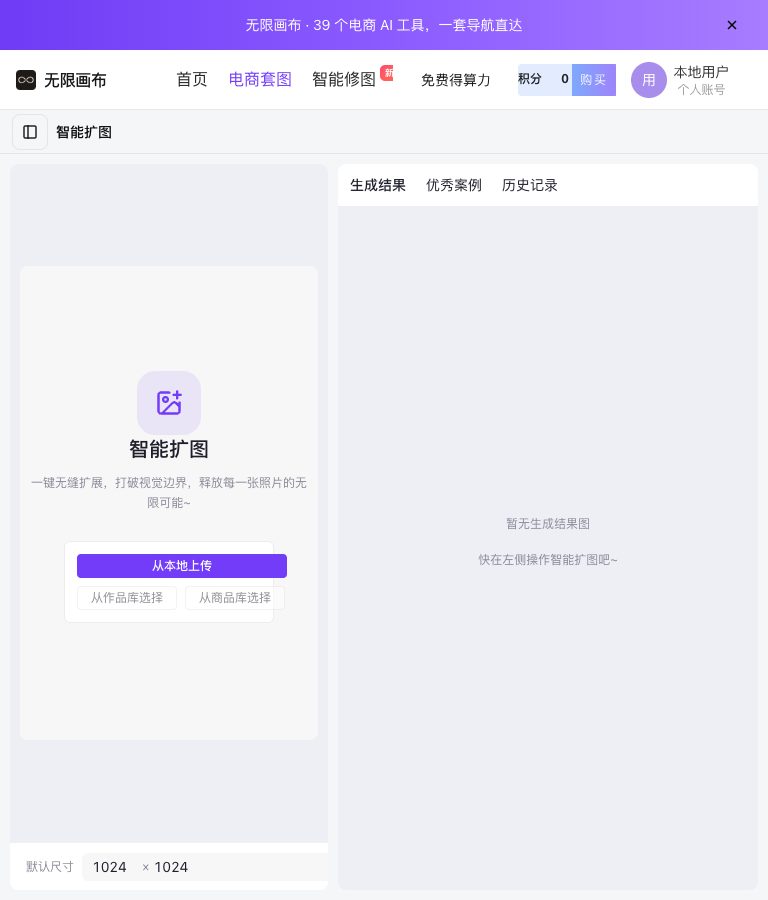 无限画布 · 39 个电商 AI 工具，一套导航直达
无限画布
首页
电商套图
智能修图
新
免费得算力
积分 0
购买
用
本地用户
个人账号
智能扩图
生成结果
优秀案例
历史记录
智能扩图
一键无缝扩展，打破视觉边界，释放每一张照片的无
限可能~
从本地上传
从作品库选择
从商品库选择
暂无生成结果图
快在左侧操作智能扩图吧~
默认尺寸
1024 × 1024